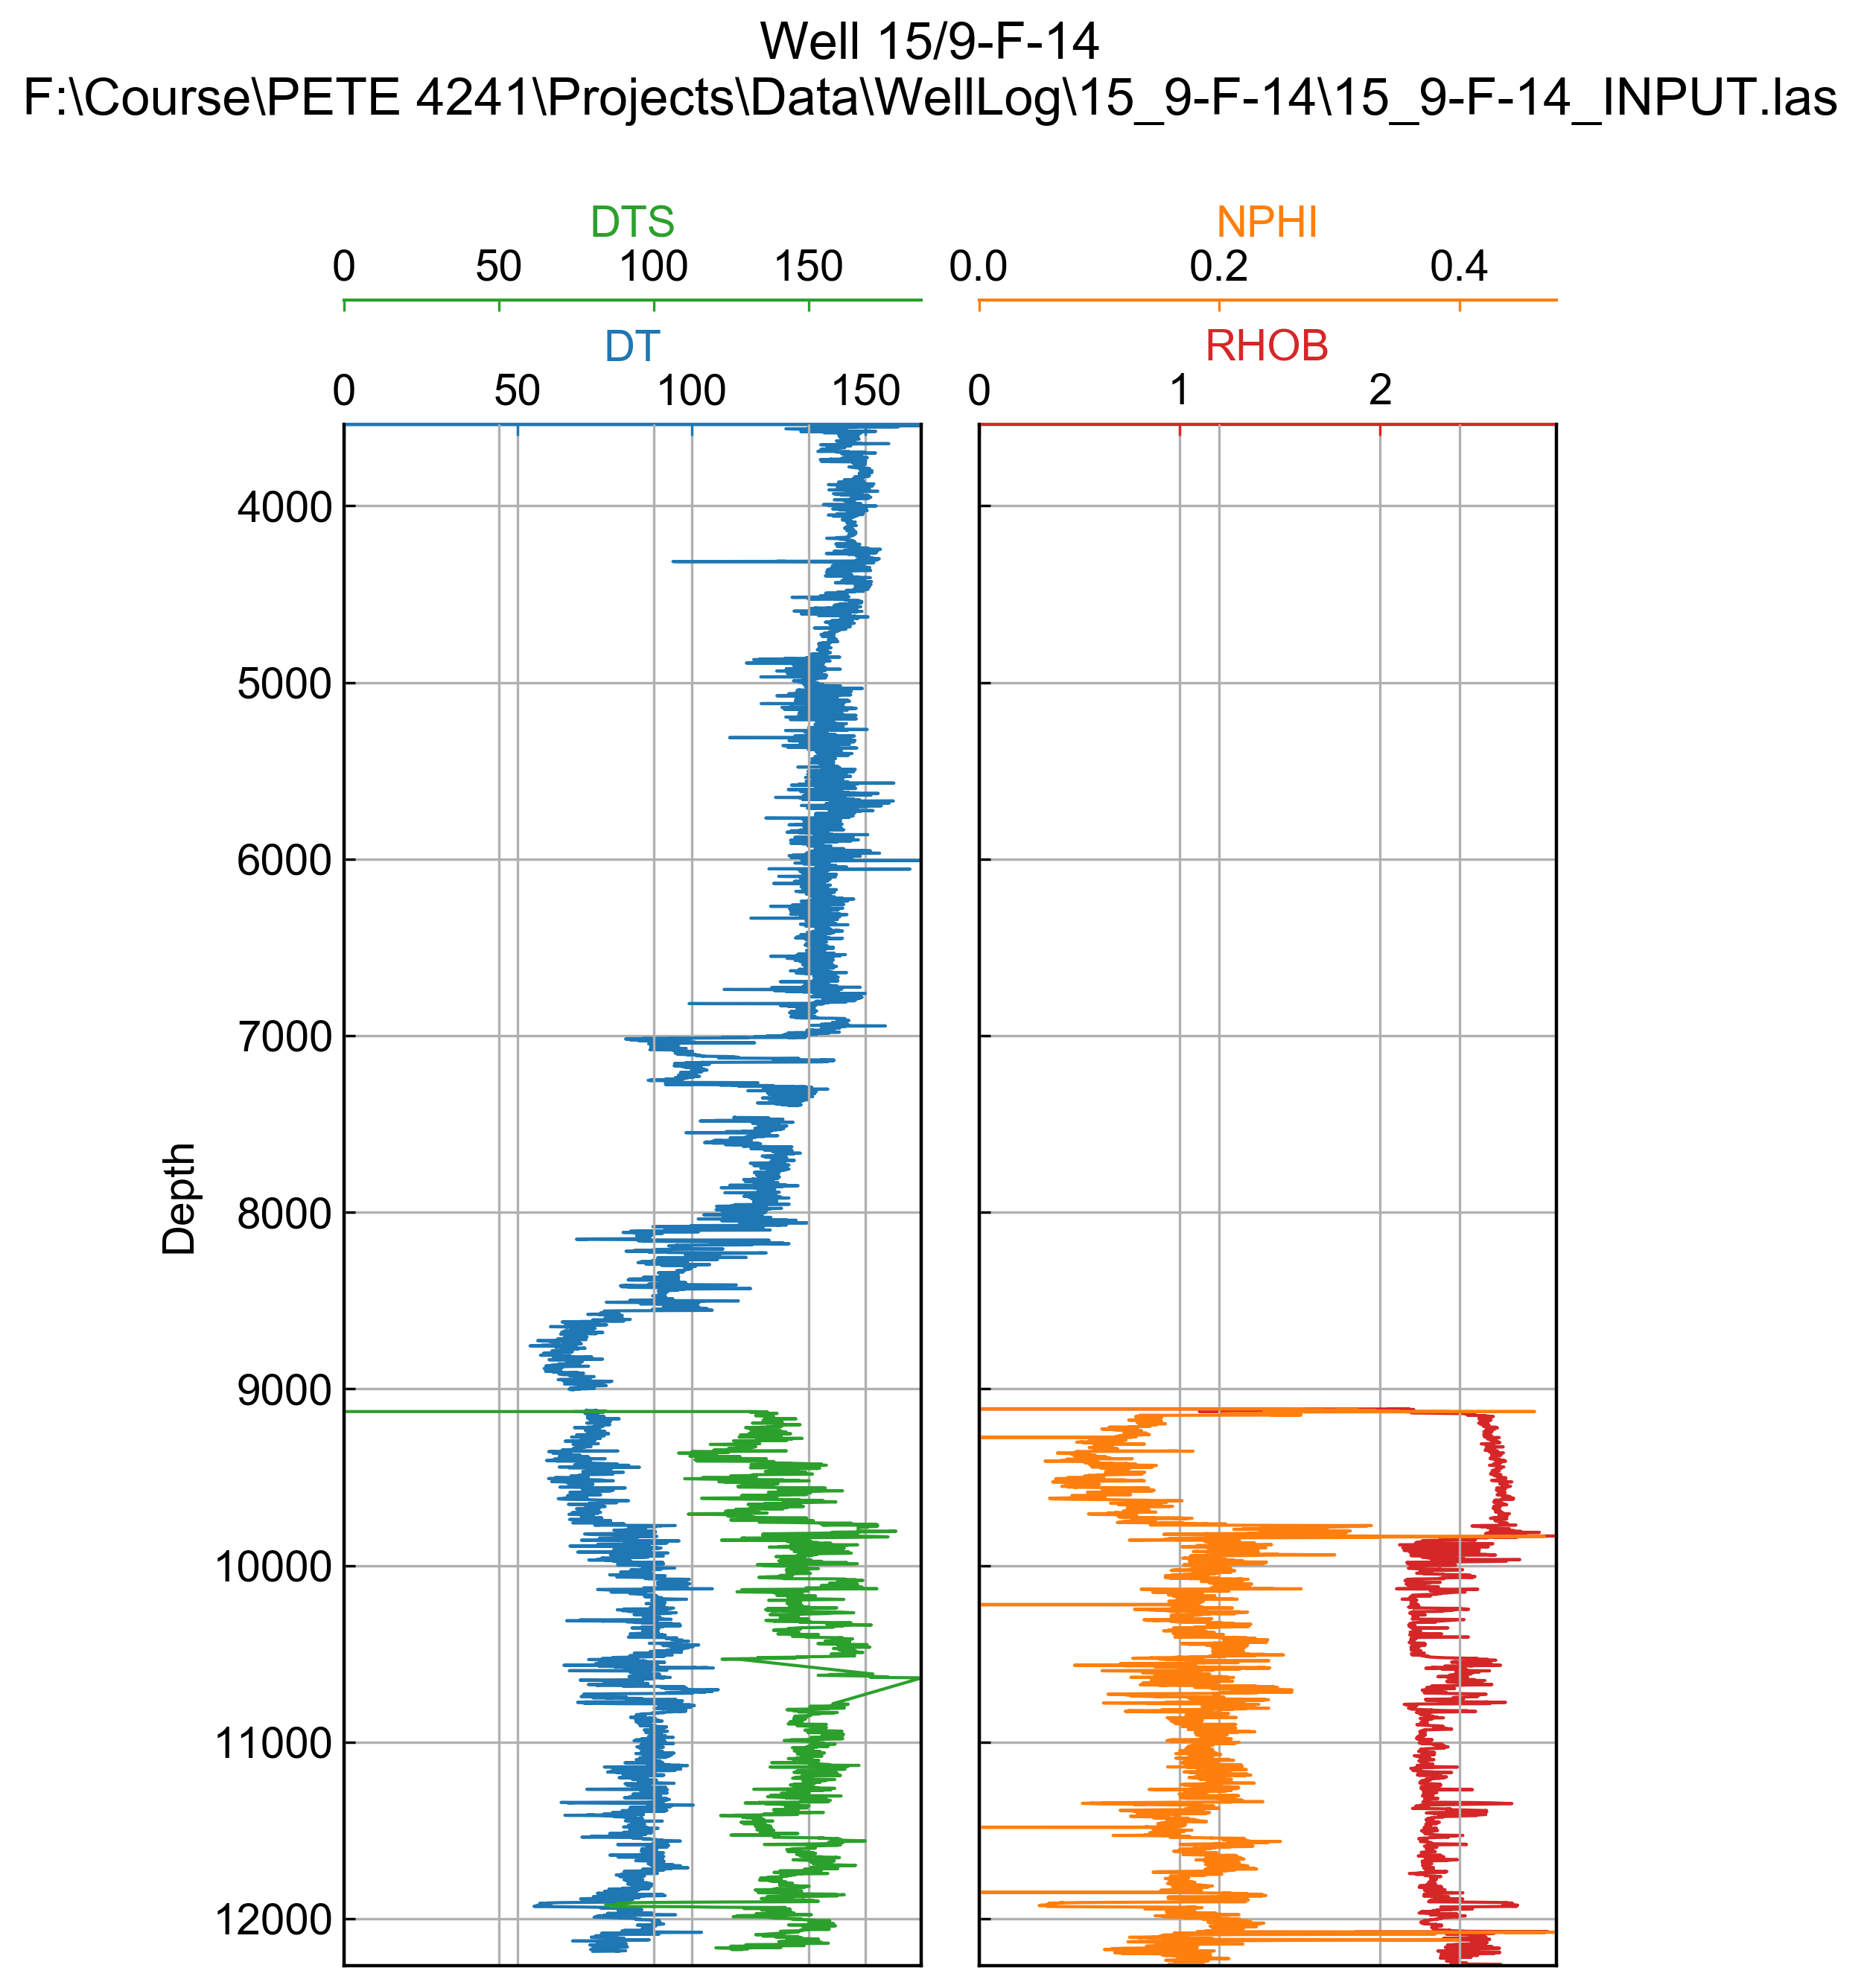 Well 15/9-F-14
F:\Course\PETE 4241\Projects\Data\WellLog\15_9-F-14\15_9-F-14_INPUT.las
DTS
0 50 100 150
DT
0 50 100 150
NPHI
0.0 0.2 0.4
RHOB
0 1 2
Depth
4000
5000
6000
7000
8000
9000
10000
11000
12000